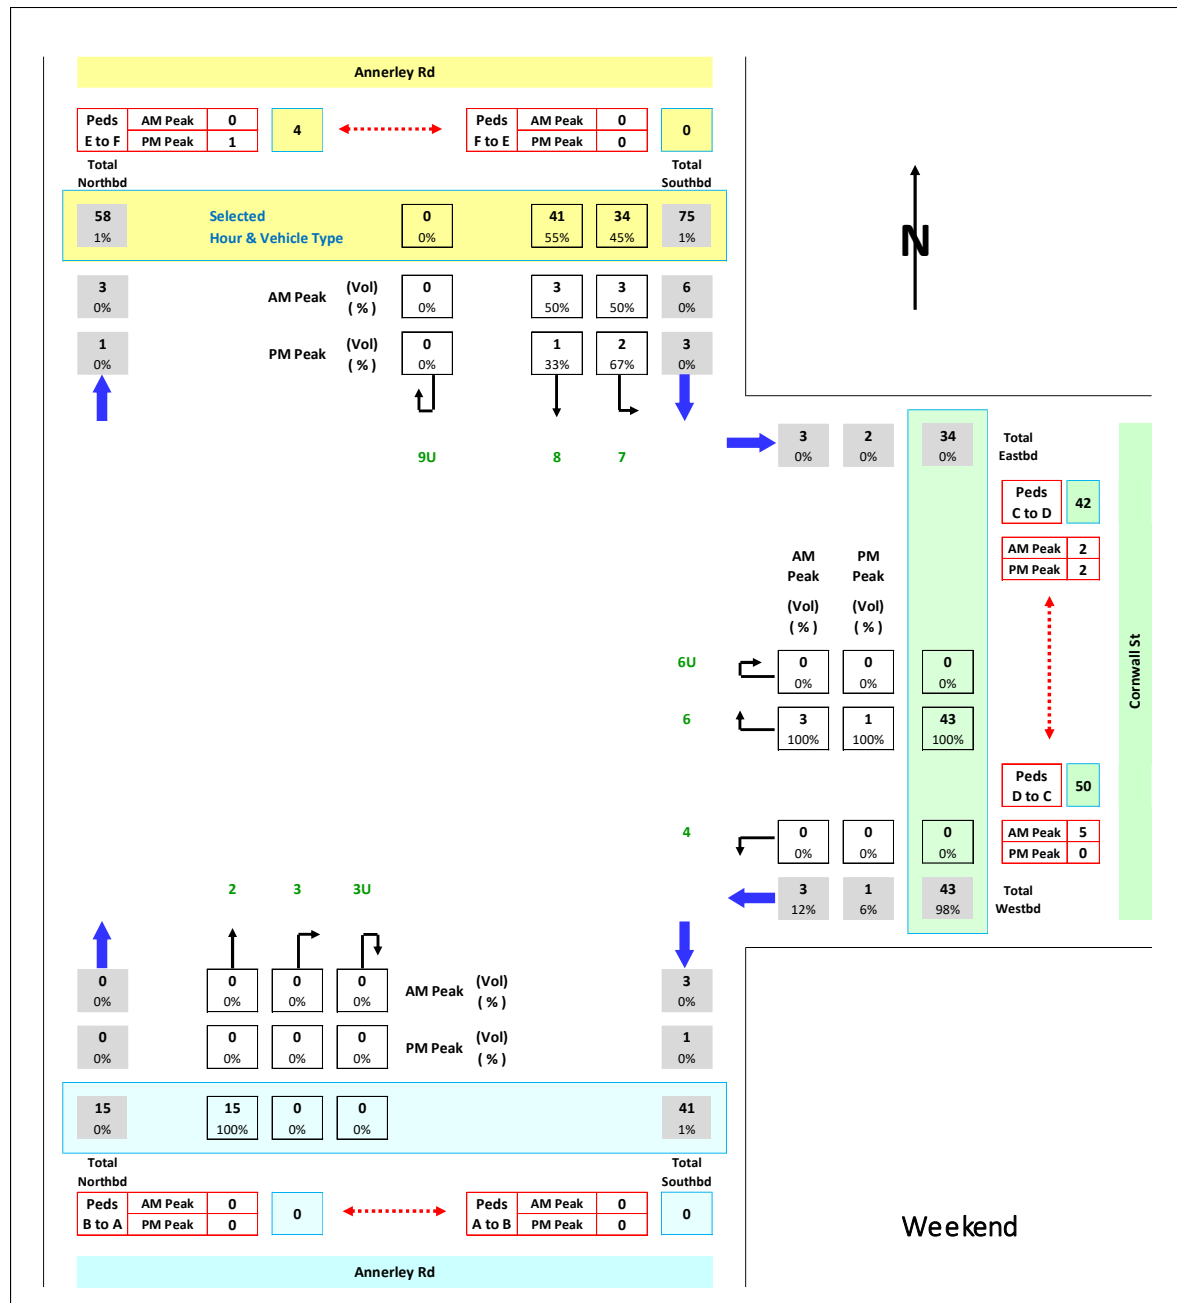 Annerley Rd
Peds AM Peak 0 4 Peds AM Peak 0 0
E to F PM Peak 1 F to E PM Peak 0
Total Total
Northbd Southbd
58 Selected 0 41 34 75
1% Hour & Vehicle Type 0% 55% 45% 1%
3 AM Peak (Vol) 0 3 3 6
0% ( % ) 0% 50% 50% 0%
1 PM Peak (Vol) 0 1 2 3
0% ( % ) 0% 33% 67% 0%
N
9U 8 7
3 2 34 Total
0% 0% 0% Eastbd
Peds 42
C to D
AM Peak 2
PM Peak 2
AM PM
Peak Peak
(Vol) (Vol)
( % ) ( % )
6U 0 0 0
0% 0% 0%
6 3 1 43
100% 100% 100%
Cornwall St
Peds 50
D to C
4 0 0 0 AM Peak 5
0% 0% 0% PM Peak 0
3 1 43 Total
12% 6% 98% Westbd
2 3 3U
0 0 0 0 AM Peak (Vol) 3
0% 0% 0% 0% ( % ) 0%
0 0 0 0 PM Peak (Vol) 1
0% 0% 0% 0% ( % ) 0%
15 15 0 0 41
0% 100% 0% 0% 1%
Total Total
Northbd Southbd
Peds AM Peak 0 0 Peds AM Peak 0 0
B to A PM Peak 0 A to B PM Peak 0
Weekend
Annerley Rd